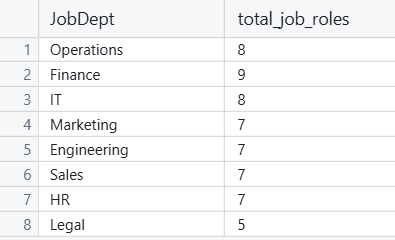 JobDept total_job_roles
1 Operations 8
2 Finance 9
3 IT 8
4 Marketing 7
5 Engineering 7
6 Sales 7
7 HR 7
8 Legal 5